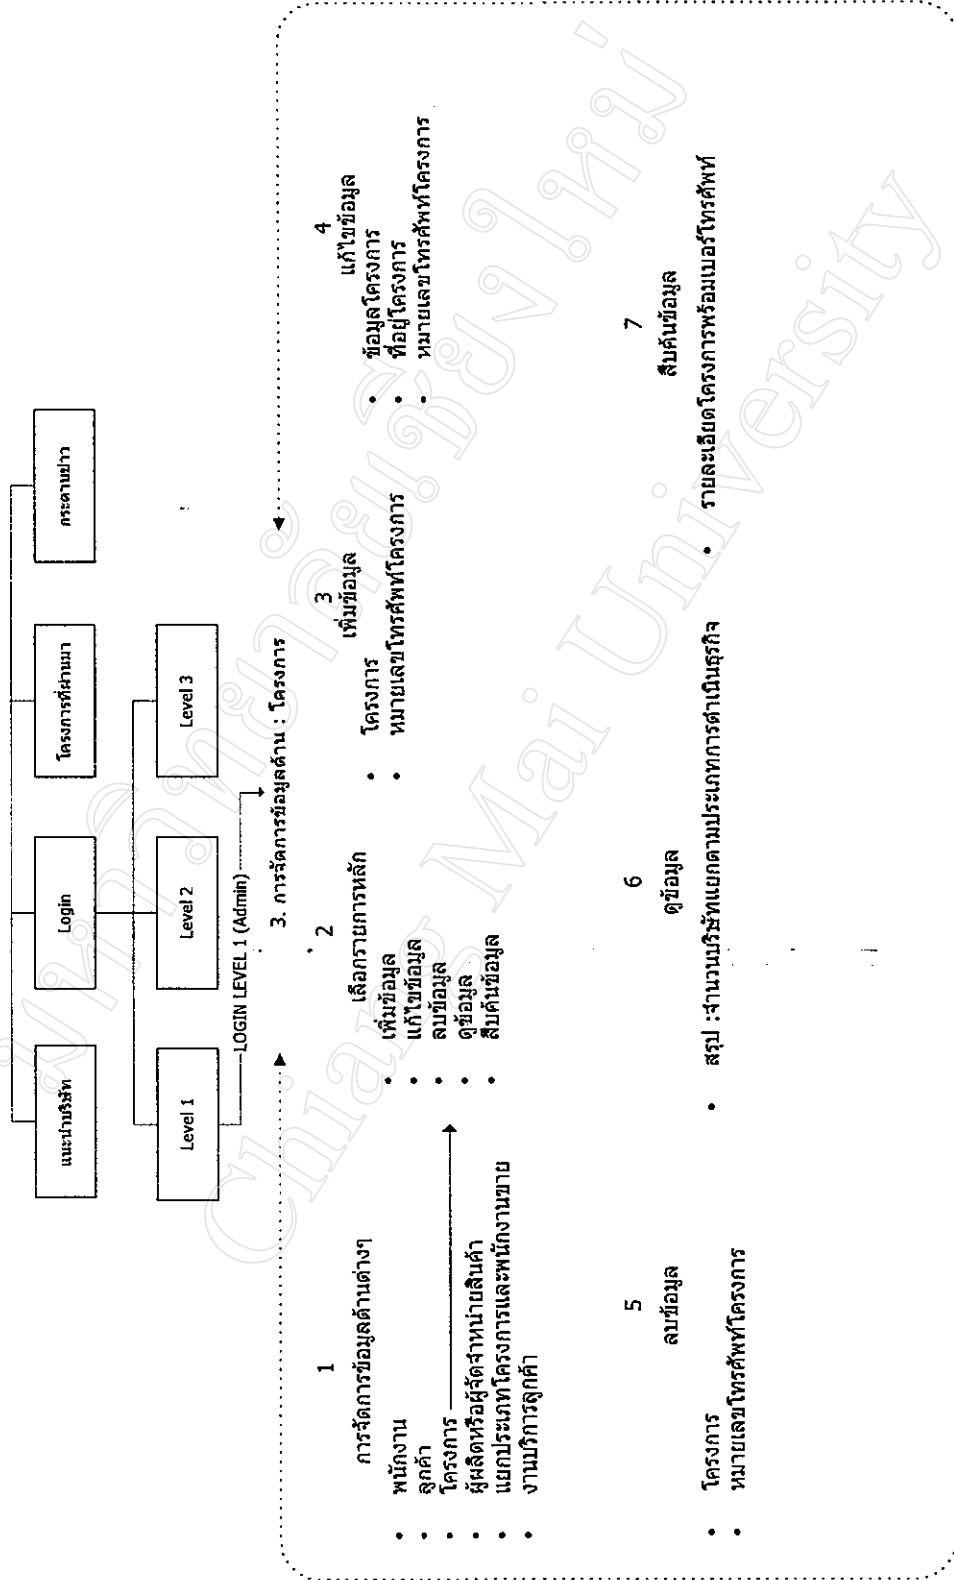 แนะนำบริษัท
Login
โครงการที่ผ่านมา
กระดานข่าว
Level 1
Level 2
Level 3
LOGIN LEVEL 1 (Admin)
3. การจัดการข้อมูลด้าน : โครงการ
1
การจัดการข้อมูลด้านต่างๆ
• พนักงาน
• ลูกค้า
• โครงการ
• ผู้ผลิตหรือผู้จัดจำหน่ายสินค้า
• แยกประเภทโครงการและพนักงานขาย
• งานบริการลูกค้า
2
เลือกรายการหลัก
• เพิ่มข้อมูล
• แก้ไขข้อมูล
• ลบข้อมูล
• ดูข้อมูล
• สืบค้นข้อมูล
3
เพิ่มข้อมูล
• โครงการ
• หมายเลขโทรศัพท์โครงการ
4
แก้ไขข้อมูล
• ข้อมูลโครงการ
• ที่อยู่โครงการ
• หมายเลขโทรศัพท์โครงการ
5
ลบข้อมูล
• โครงการ
• หมายเลขโทรศัพท์โครงการ
6
ดูข้อมูล
• สรุป :จำนวนบริษัทแยกตามประเภทการดำเนินธุรกิจ
7
สืบค้นข้อมูล
• รายละเอียดโครงการพร้อมเบอร์โทรศัพท์
มหาวิทยาลัยเชียงใหม่
Chiang Mai University